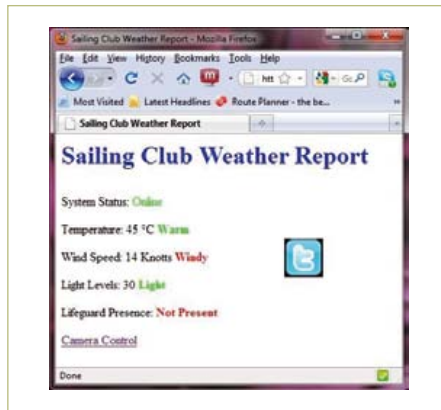 Sailing Club Weather Report - Mozilla Firefox
File Edit View History Bookmarks Tools Help
htt
Most Visited Latest Headlines Route Planner - the be...
Sailing Club Weather Report
Sailing Club Weather Report
System Status: Online
Temperature: 45 °C Warm
Wind Speed: 14 Knotts Windy
Light Levels: 30 Light
Lifeguard Presence: Not Present
Camera Control
Done